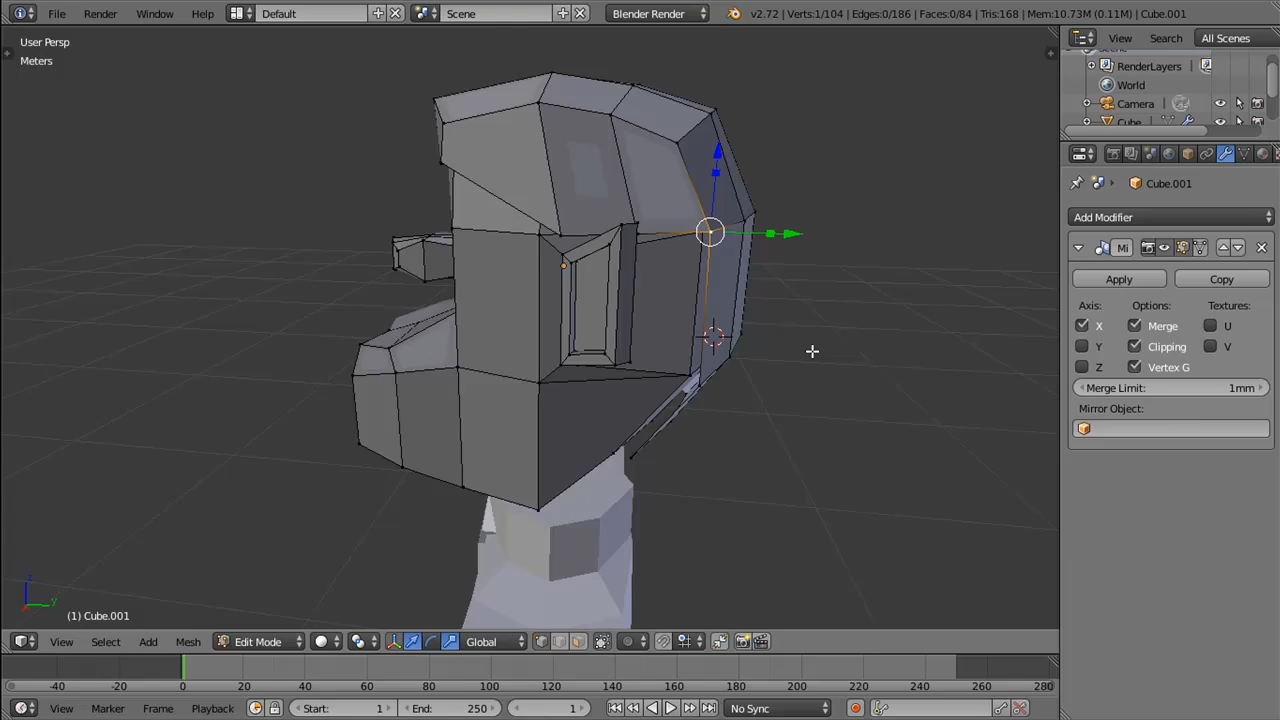 File Render Window Help Default Scene Blender Render v2.72 | Verts:1/104 | Edges:0/186 | Faces:0/84 | Tris:168 | Mem:10.73M (0.11M) | Cube.001
User Persp
Meters
View Search All Scenes
RenderLayers
World
Camera
Cube
Cube.001
Add Modifier
Mi
Apply Copy
Axis: Options: Textures:
X Merge U
Y Clipping V
Z Vertex G
Merge Limit: 1mm
Mirror Object:
z
y
(1) Cube.001
View Select Add Mesh Edit Mode Global
-40 -20 0 20 40 60 80 100 120 140 160 180 200 220 240 260 280
View Marker Frame Playback Start: 1 End: 250 1 No Sync